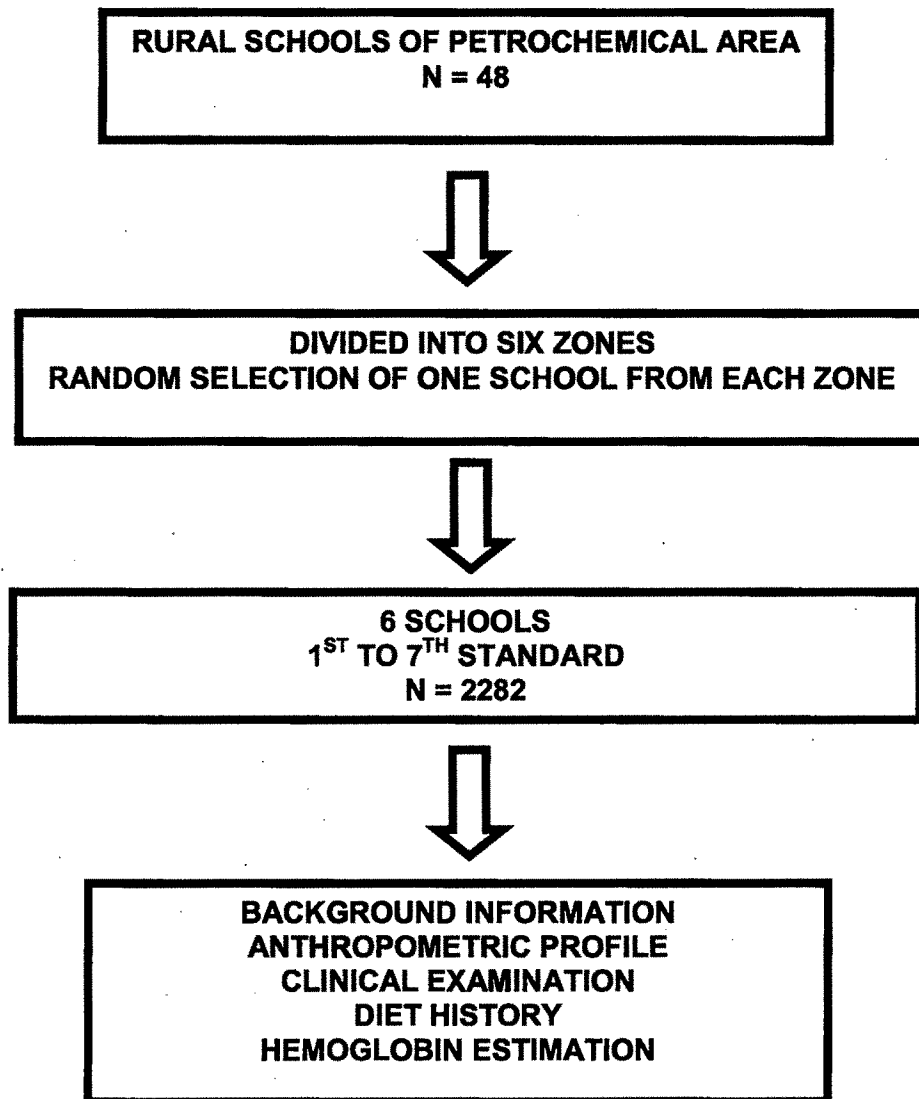 RURAL SCHOOLS OF PETROCHEMICAL AREA
N = 48
DIVIDED INTO SIX ZONES
RANDOM SELECTION OF ONE SCHOOL FROM EACH ZONE
6 SCHOOLS
1ST TO 7TH STANDARD
N = 2282
BACKGROUND INFORMATION
ANTHROPOMETRIC PROFILE
CLINICAL EXAMINATION
DIET HISTORY
HEMOGLOBIN ESTIMATION